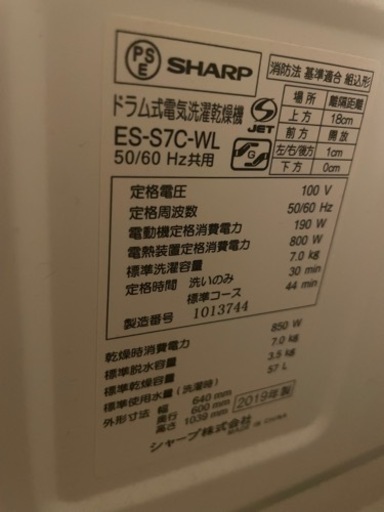 PS E SHARP
消防法 基準適合 組込形
場所 離隔距離
上方 18cm
前方 開放
左/右/後方 1cm
下方 0cm
ドラム式電気洗濯乾燥機
JET
ES-S7C-WL
50/60 Hz共用
S G
定格電圧 100 V
定格周波数 50/60 Hz
電動機定格消費電力 190 W
電熱装置定格消費電力 800 W
標準洗濯容量 7.0 kg
定格時間 洗いのみ 30 min
標準コース 44 min
製造番号 1013744
乾燥時消費電力 850 W
標準脱水容量 7.0 kg
標準乾燥容量 3.5 kg
標準使用水量(洗濯時) 57 L
外形寸法 幅 640 mm
奥行 600 mm
高さ 1039 mm
2019年製
シャープ株式会社
MADE IN CHINA